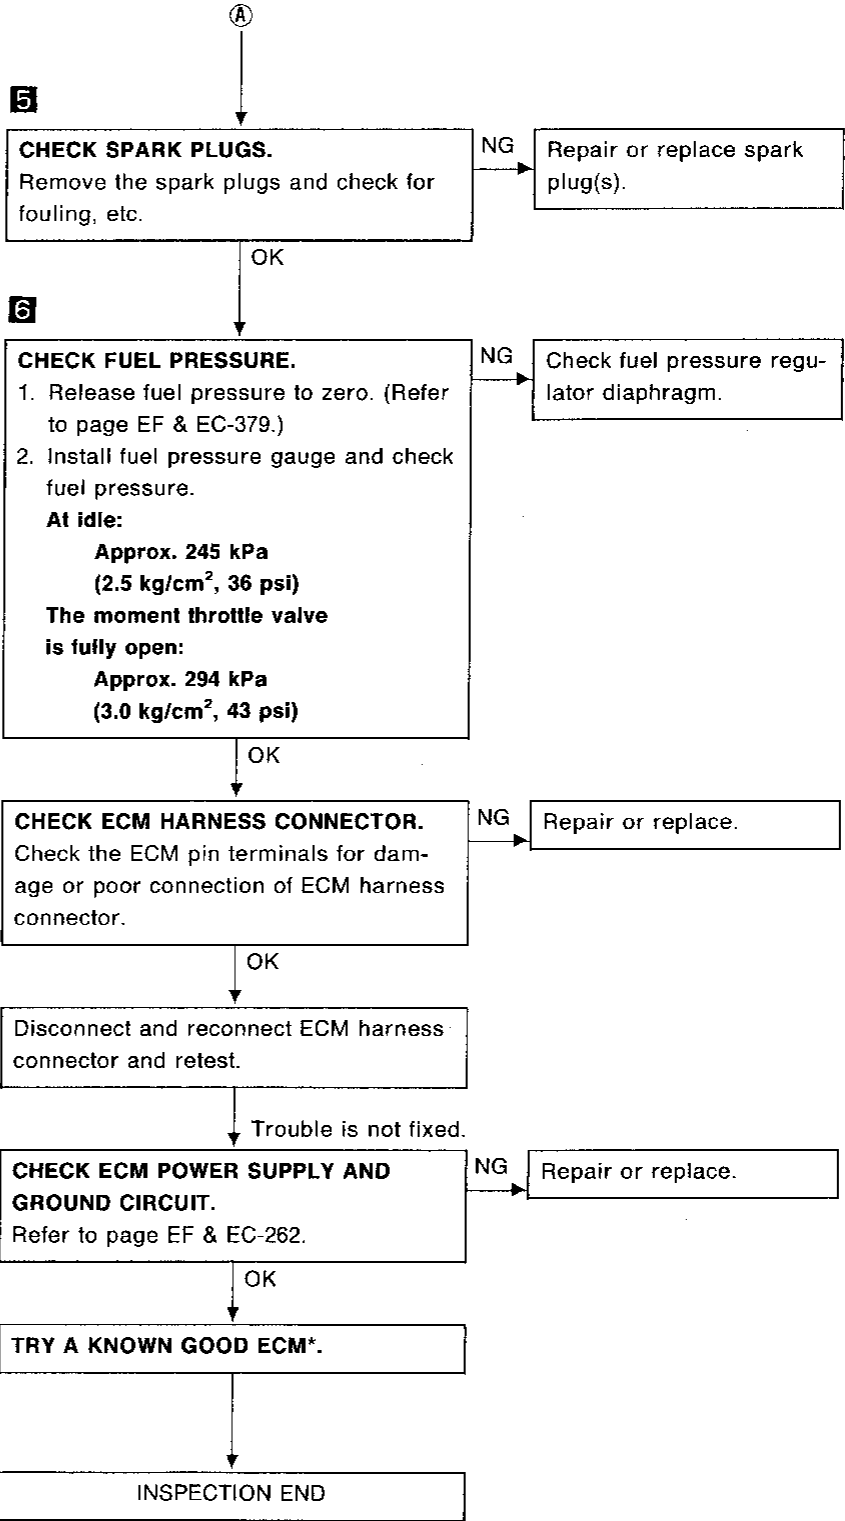 A
5
CHECK SPARK PLUGS.
Remove the spark plugs and check for
fouling, etc.
NG
Repair or replace spark
plug(s).
OK
6
CHECK FUEL PRESSURE.
1. Release fuel pressure to zero. (Refer
to page EF & EC-379.)
2. Install fuel pressure gauge and check
fuel pressure.
At idle:
Approx. 245 kPa
(2.5 kg/cm², 36 psi)
The moment throttle valve
is fully open:
Approx. 294 kPa
(3.0 kg/cm², 43 psi)
NG
Check fuel pressure regu-
lator diaphragm.
OK
CHECK ECM HARNESS CONNECTOR.
Check the ECM pin terminals for dam-
age or poor connection of ECM harness
connector.
NG
Repair or replace.
OK
Disconnect and reconnect ECM harness
connector and retest.
Trouble is not fixed.
CHECK ECM POWER SUPPLY AND
GROUND CIRCUIT.
Refer to page EF & EC-262.
NG
Repair or replace.
OK
TRY A KNOWN GOOD ECM*.
INSPECTION END